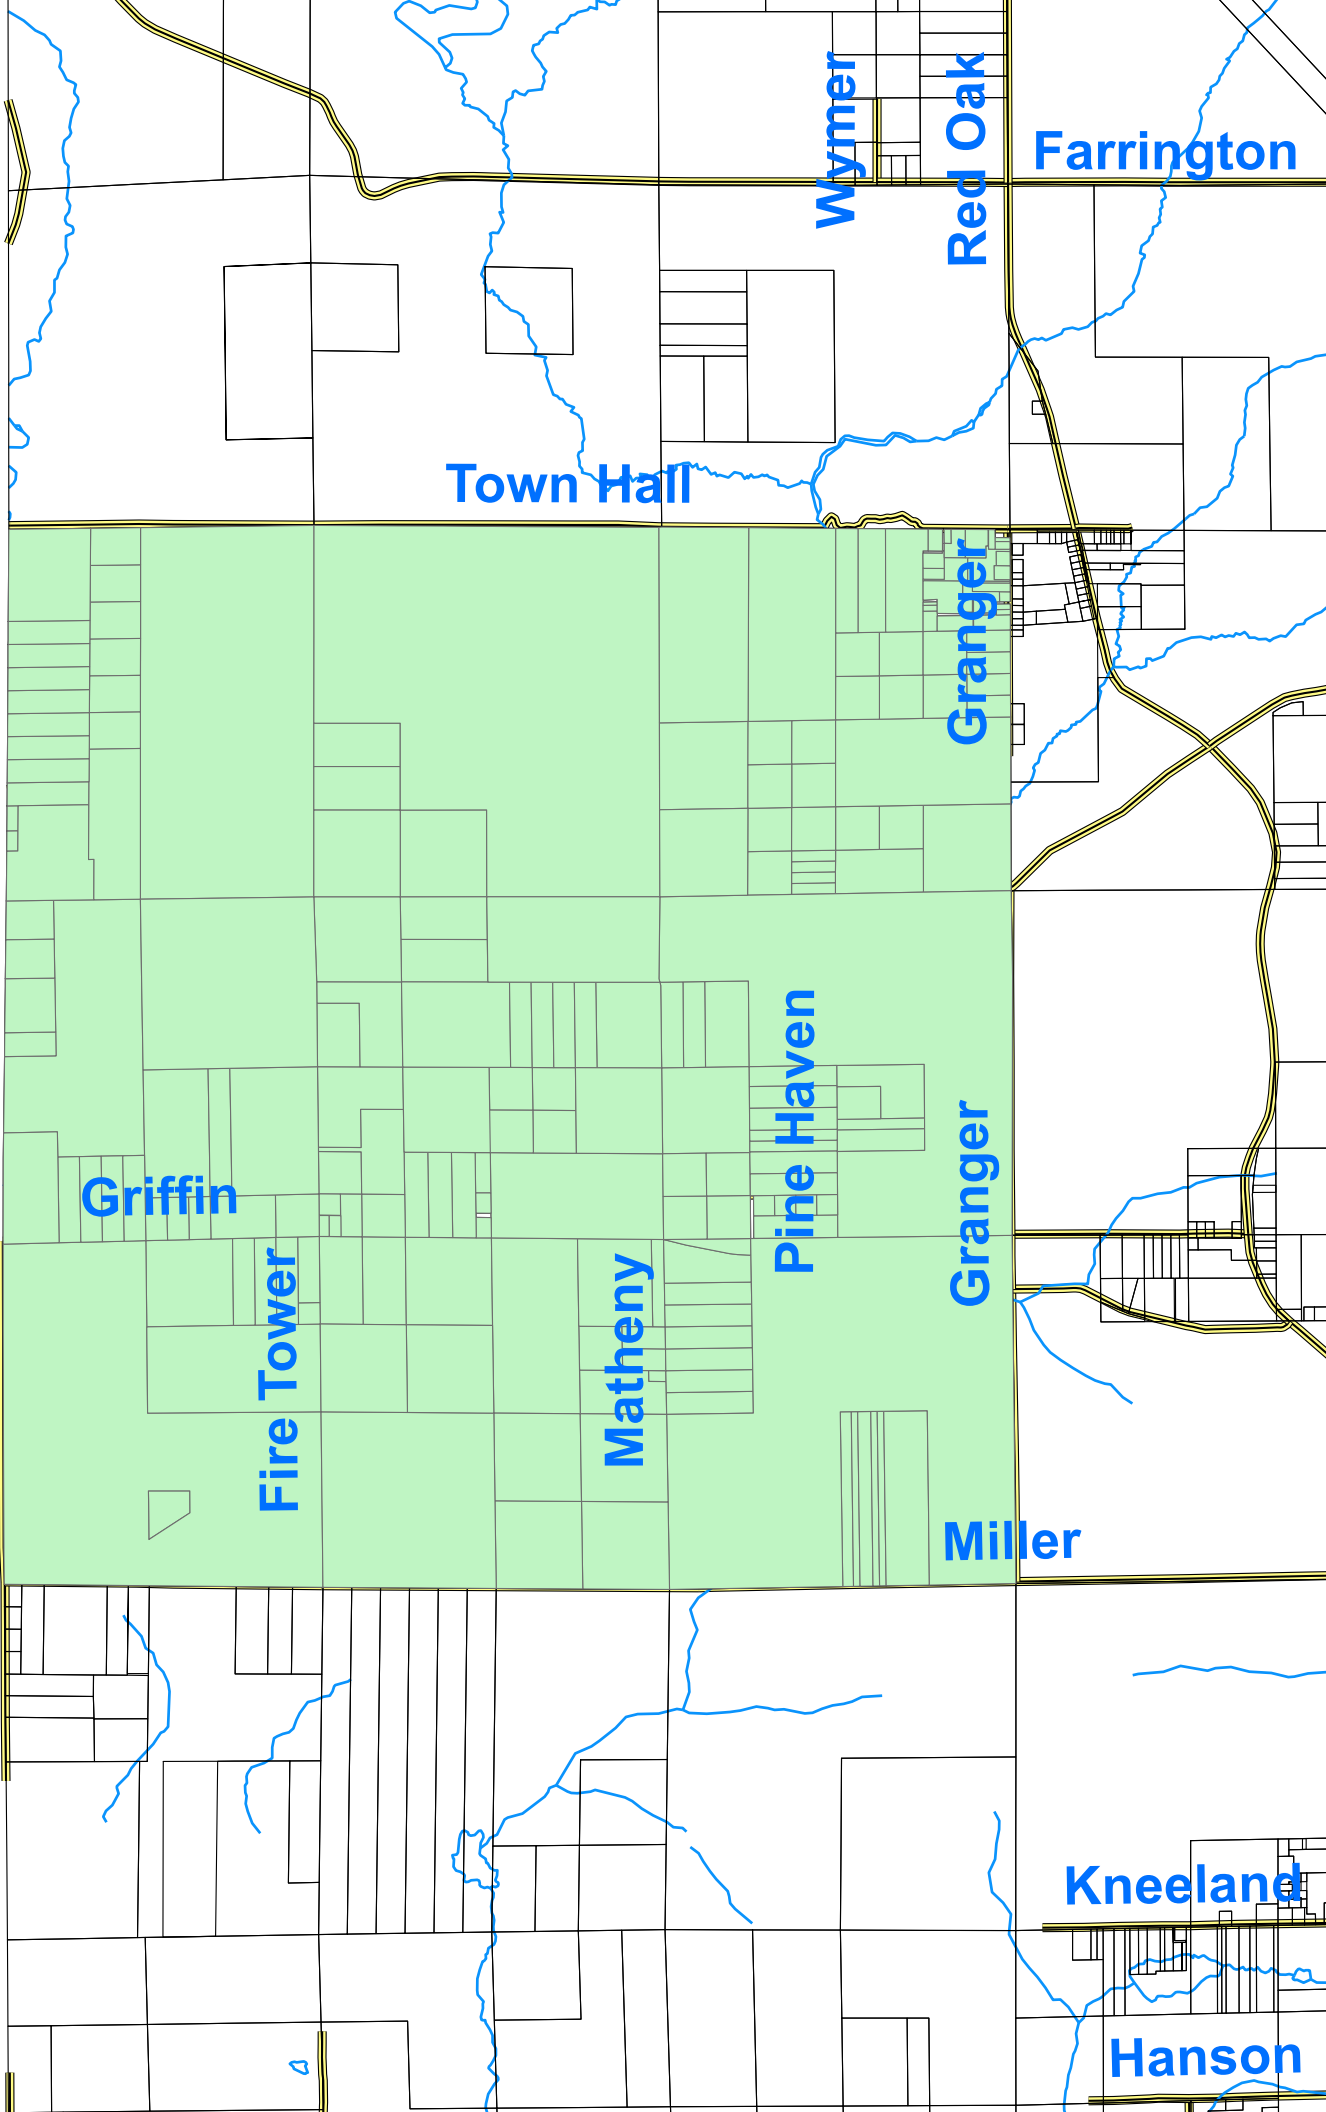 Wymer
Red Oak
Farrington
Town Hall
Granger
Pine Haven
Granger
Griffin
Fire Tower
Matheny
Miller
Kneeland
Hanson